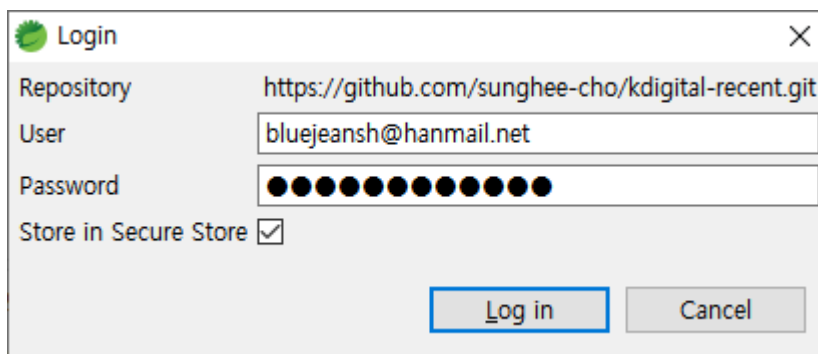 Login
Repository https://github.com/sunghee-cho/kdigital-recent.git
User bluejeansh@hanmail.net
Password ●●●●●●●●●●●●
Store in Secure Store
Log in Cancel